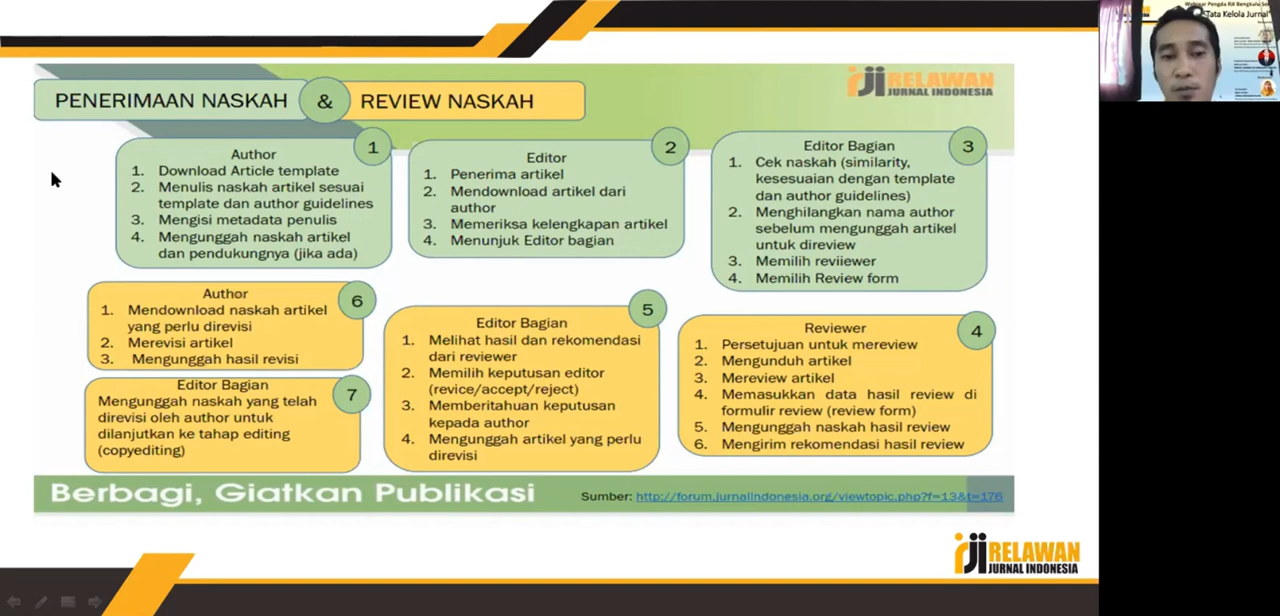 PENERIMAAN NASKAH & REVIEW NASKAH
RELAWAN
JURNAL INDONESIA
1
Author
1. Download Article template
2. Menulis naskah artikel sesuai
template dan author guidelines
3. Mengisi metadata penulis
4. Mengunggah naskah artikel
dan pendukungnya (jika ada)
2
Editor
1. Penerima artikel
2. Mendownload artikel dari
author
3. Memeriksa kelengkapan artikel
4. Menunjuk Editor bagian
3
Editor Bagian
1. Cek naskah (similarity,
kesesuaian dengan template
dan author guidelines)
2. Menghilangkan nama author
sebelum mengunggah artikel
untuk direview
3. Memilih reviiewer
4. Memilih Review form
4
Reviewer
1. Persetujuan untuk mereview
2. Mengunduh artikel
3. Mereview artikel
4. Memasukkan data hasil review di
formulir review (review form)
5. Mengunggah naskah hasil review
6. Mengirim rekomendasi hasil review
5
Editor Bagian
1. Melihat hasil dan rekomendasi
dari reviewer
2. Memilih keputusan editor
(revice/accept/reject)
3. Memberitahuan keputusan
kepada author
4. Mengunggah artikel yang perlu
direvisi
6
Author
1. Mendownload naskah artikel
yang perlu direvisi
2. Merevisi artikel
3. Mengunggah hasil revisi
7
Editor Bagian
Mengunggah naskah yang telah
direvisi oleh author untuk
dilanjutkan ke tahap editing
(copyediting)
Berbagi, Giatkan Publikasi
Sumber: http://forum.jurnalindonesia.org/viewtopic.php?f=13&t=176
rji RELAWAN
JURNAL INDONESIA
Webinar Pengda RJI Bengkulu
"Tata Kelola Jurnal"